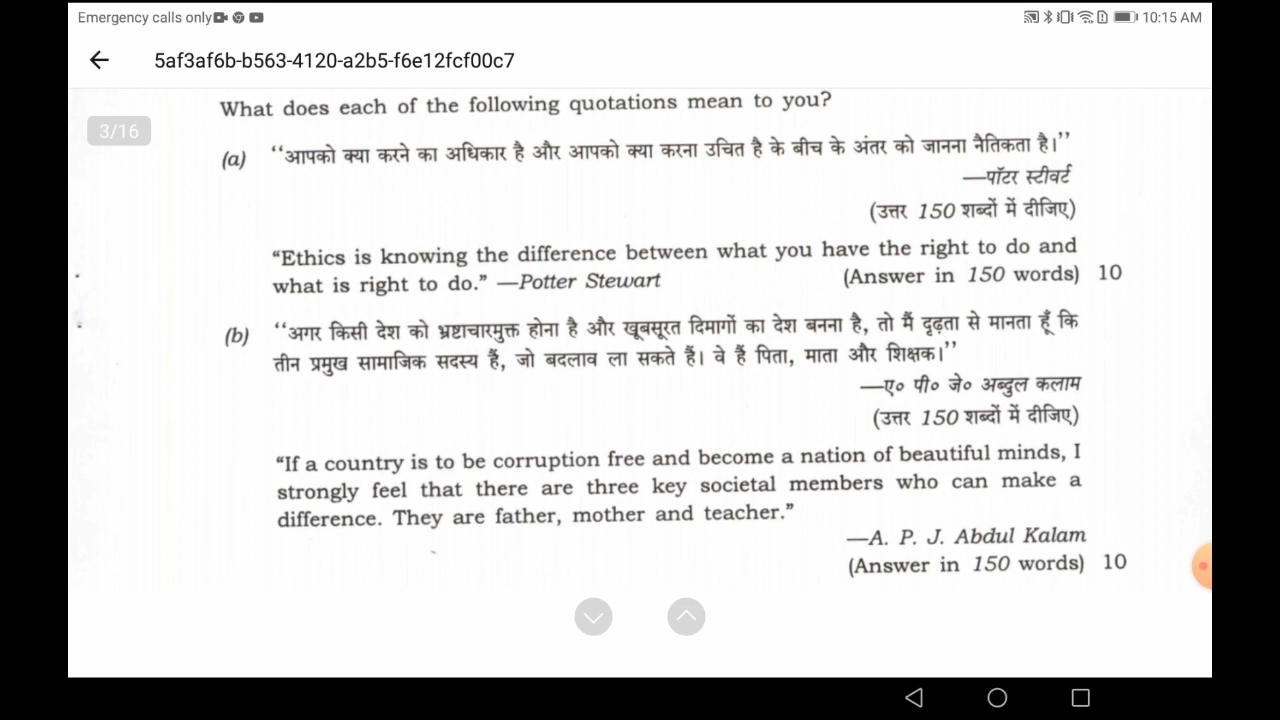 Emergency calls only
10:15 AM
5af3af6b-b563-4120-a2b5-f6e12fcf00c7
What does each of the following quotations mean to you?
3/16
(a) ‘‘आपको क्या करने का अधिकार है और आपको क्या करना उचित है के बीच के अंतर को जानना नैतिकता है।’’
—पॉटर स्टीवर्ट
(उत्तर 150 शब्दों में दीजिए)
“Ethics is knowing the difference between what you have the right to do and
what is right to do.” —Potter Stewart (Answer in 150 words) 10
(b) ‘‘अगर किसी देश को भ्रष्टाचारमुक्त होना है और खूबसूरत दिमागों का देश बनना है, तो मैं दृढ़ता से मानता हूँ कि
तीन प्रमुख सामाजिक सदस्य हैं, जो बदलाव ला सकते हैं। वे हैं पिता, माता और शिक्षक।’’
—ए० पी० जे० अब्दुल कलाम
(उत्तर 150 शब्दों में दीजिए)
“If a country is to be corruption free and become a nation of beautiful minds, I
strongly feel that there are three key societal members who can make a
difference. They are father, mother and teacher.”
—A. P. J. Abdul Kalam
(Answer in 150 words) 10